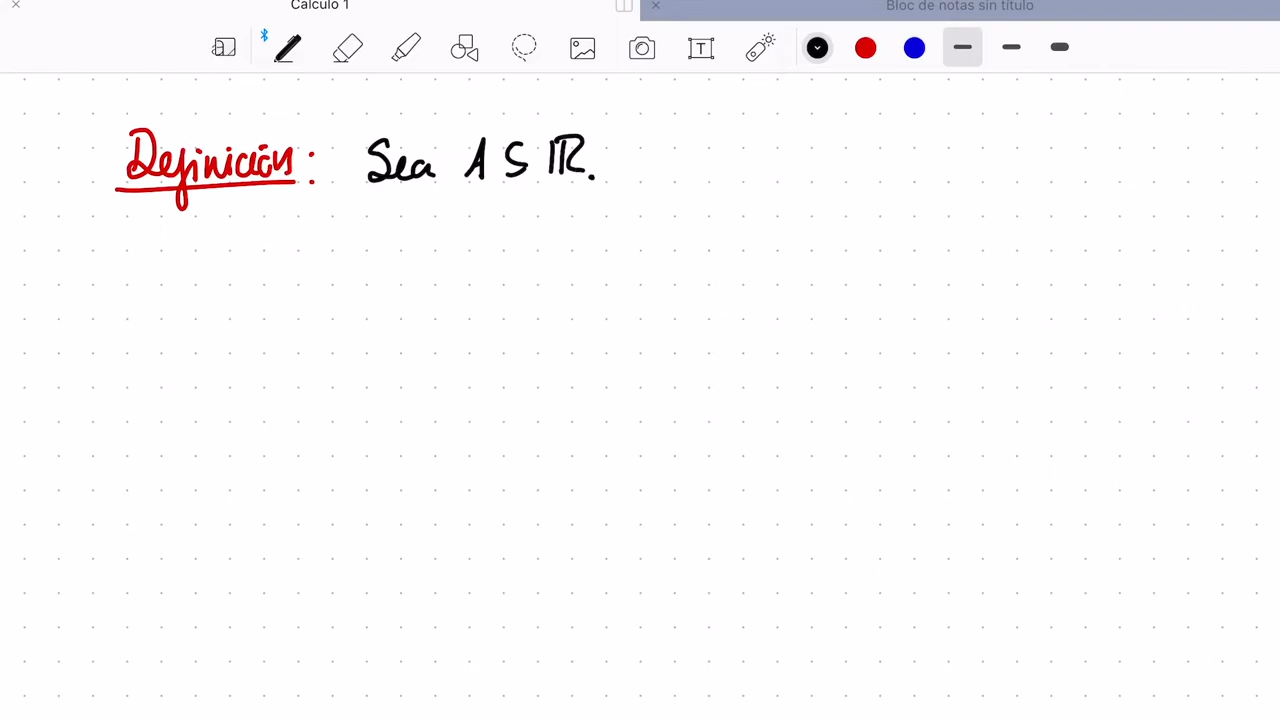 Calculo 1
Bloc de notas sin título
T
Definición: Sea A ⊆ ℝ.